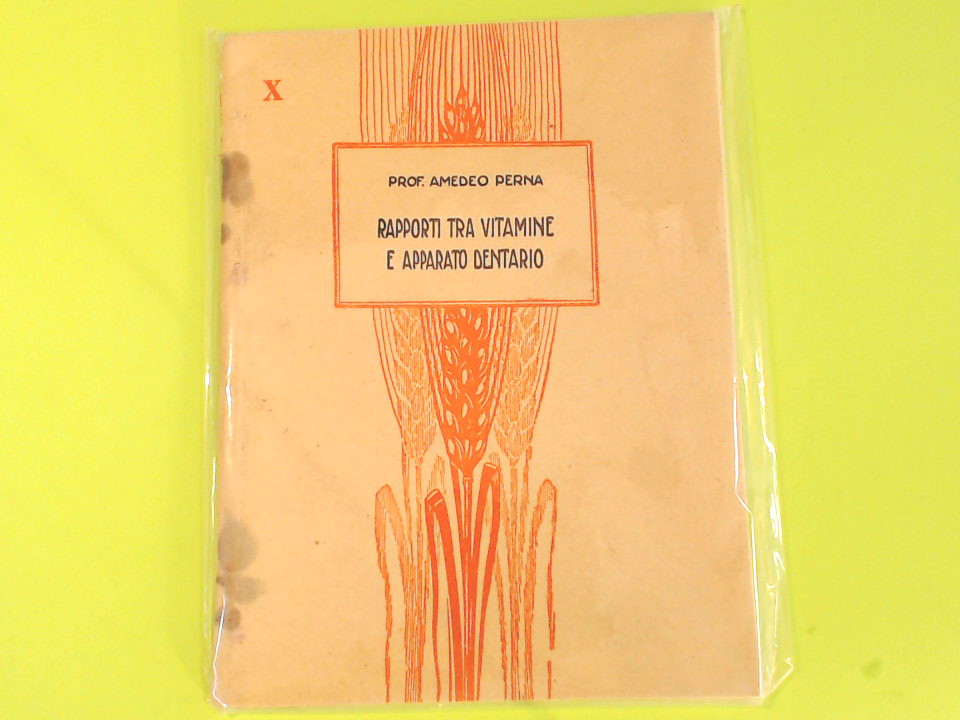 X
PROF. AMEDEO PERNA
RAPPORTI TRA VITAMINE
E APPARATO DENTARIO